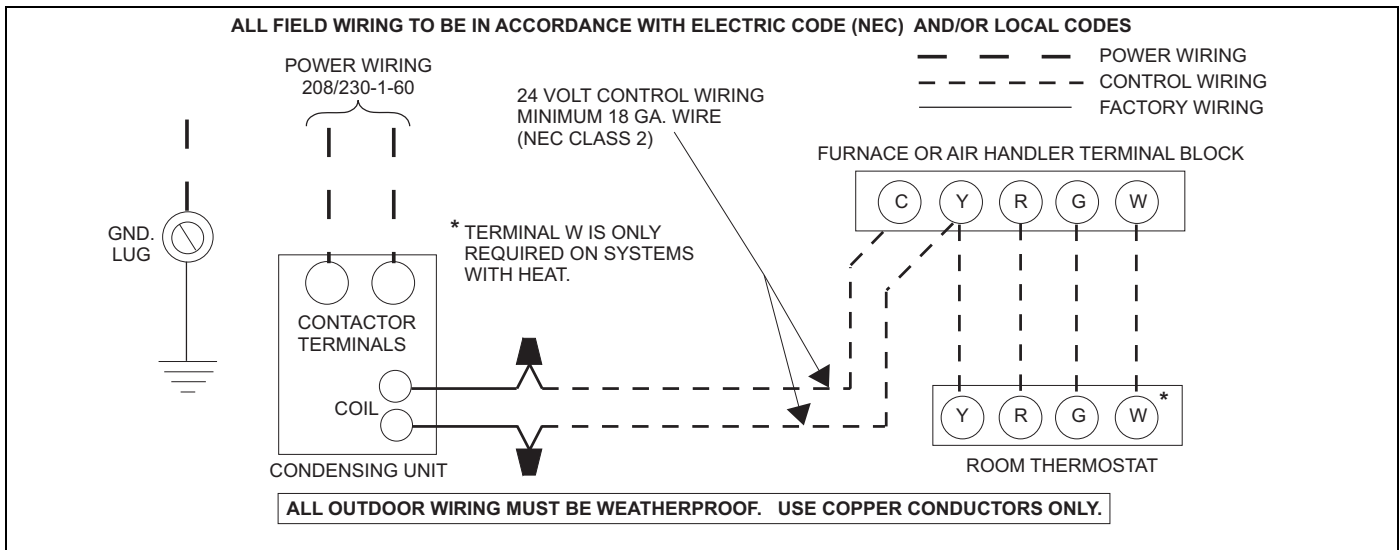 ALL FIELD WIRING TO BE IN ACCORDANCE WITH ELECTRIC CODE (NEC) AND/OR LOCAL CODES
POWER WIRING
208/230-1-60
24 VOLT CONTROL WIRING
MINIMUM 18 GA. WIRE
(NEC CLASS 2)
POWER WIRING
CONTROL WIRING
FACTORY WIRING
FURNACE OR AIR HANDLER TERMINAL BLOCK
C Y R G W
GND.
LUG
* TERMINAL W IS ONLY
REQUIRED ON SYSTEMS
WITH HEAT.
CONTACTOR
TERMINALS
COIL
CONDENSING UNIT
Y R G W *
ROOM THERMOSTAT
ALL OUTDOOR WIRING MUST BE WEATHERPROOF. USE COPPER CONDUCTORS ONLY.